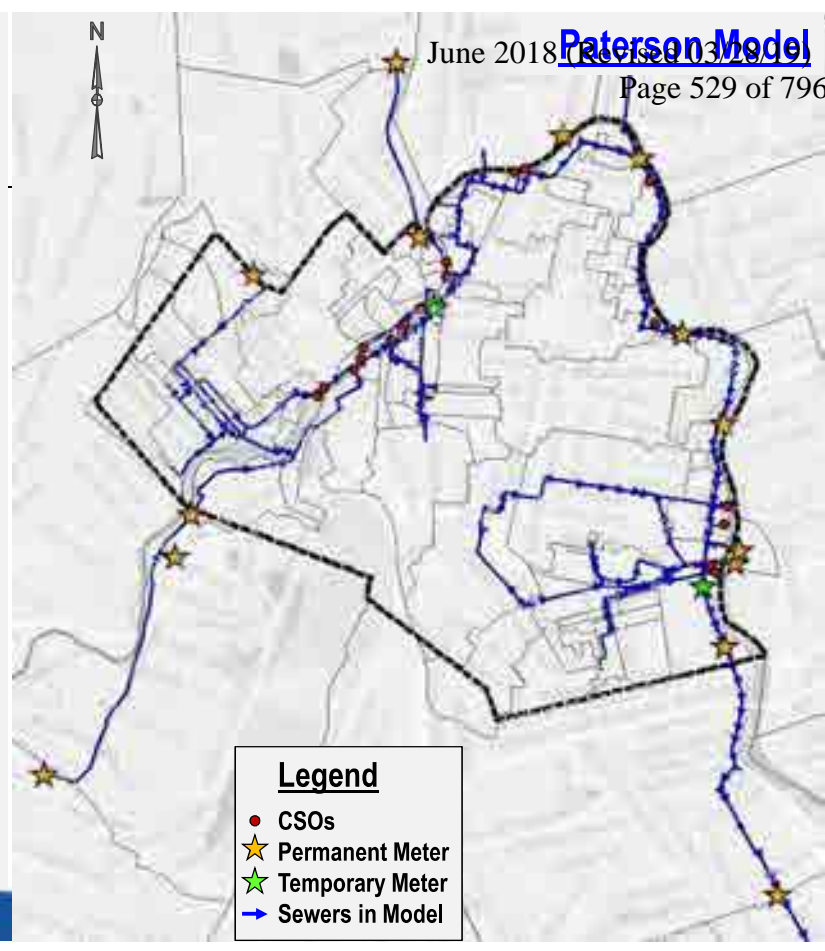 N
Paterson Model
June 2018 (Revised 03/28/19)
Page 529 of 796
Legend
CSOs
Permanent Meter
Temporary Meter
Sewers in Model